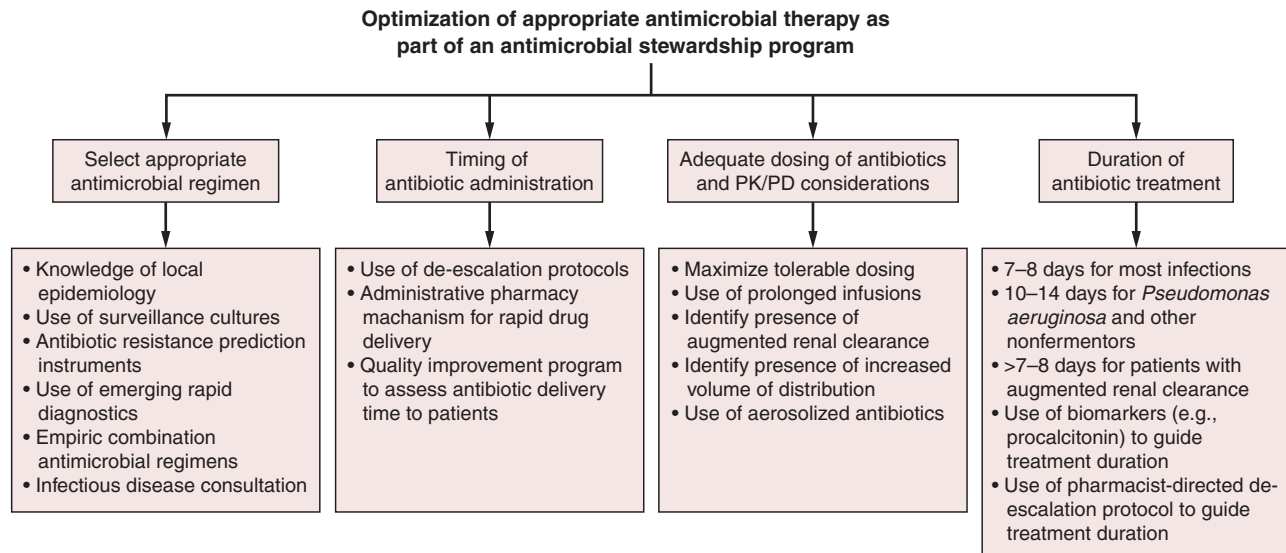 Optimization of appropriate antimicrobial therapy as
part of an antimicrobial stewardship program
Select appropriate
antimicrobial regimen
Timing of
antibiotic administration
Adequate dosing of antibiotics
and PK/PD considerations
Duration of
antibiotic treatment
• Knowledge of local
epidemiology
• Use of surveillance cultures
• Antibiotic resistance prediction
instruments
• Use of emerging rapid
diagnostics
• Empiric combination
antimicrobial regimens
• Infectious disease consultation
• Use of de-escalation protocols
• Administrative pharmacy
machanism for rapid drug
delivery
• Quality improvement program
to assess antibiotic delivery
time to patients
• Maximize tolerable dosing
• Use of prolonged infusions
• Identify presence of
augmented renal clearance
• Identify presence of increased
volume of distribution
• Use of aerosolized antibiotics
• 7–8 days for most infections
• 10–14 days for Pseudomonas
aeruginosa and other
nonfermentors
• >7–8 days for patients with
augmented renal clearance
• Use of biomarkers (e.g.,
procalcitonin) to guide
treatment duration
• Use of pharmacist-directed de-
escalation protocol to guide
treatment duration